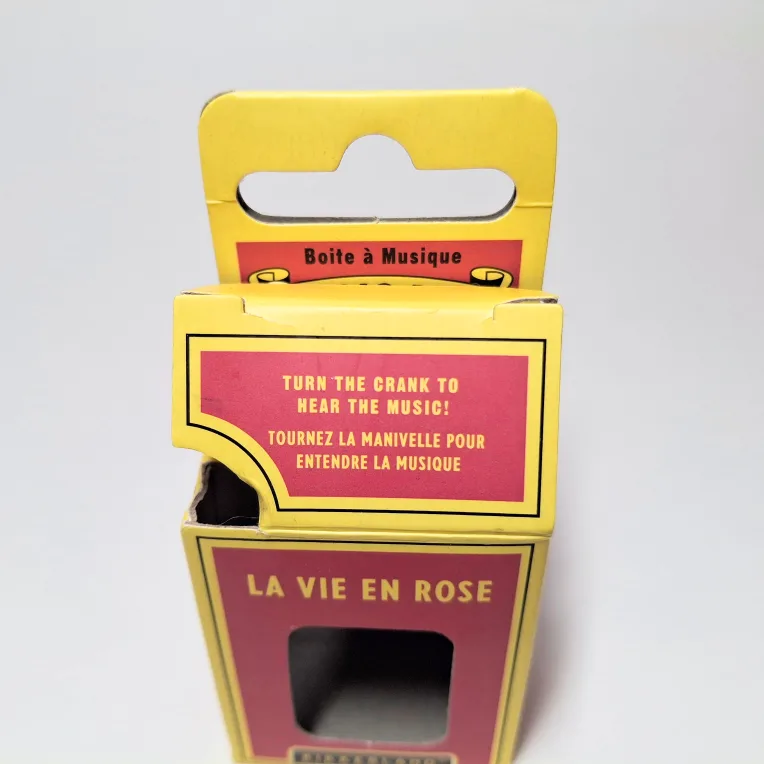 Boite à Musique
TURN THE CRANK TO
HEAR THE MUSIC!
TOURNEZ LA MANIVELLE POUR
ENTENDRE LA MUSIQUE
LA VIE EN ROSE